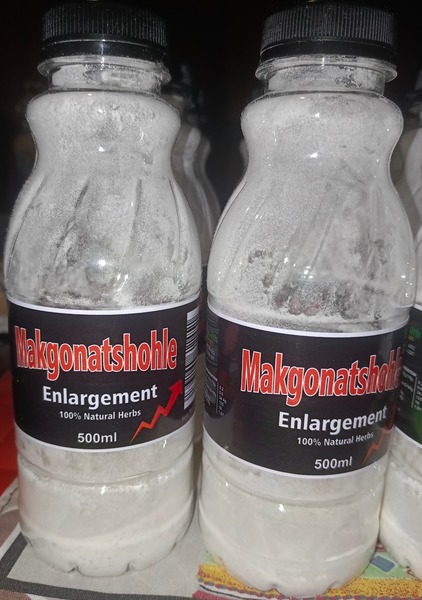 Makgonatshohle
Enlargement
100% Natural Herbs
500ml
Makgonatshohle
Enlargement
100% Natural Herbs
500ml